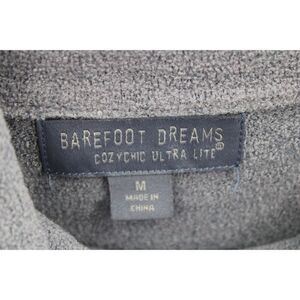 BAREFOOT DREAMS®
COZYCHIC ULTRA LITE
M
MADE IN
CHINA